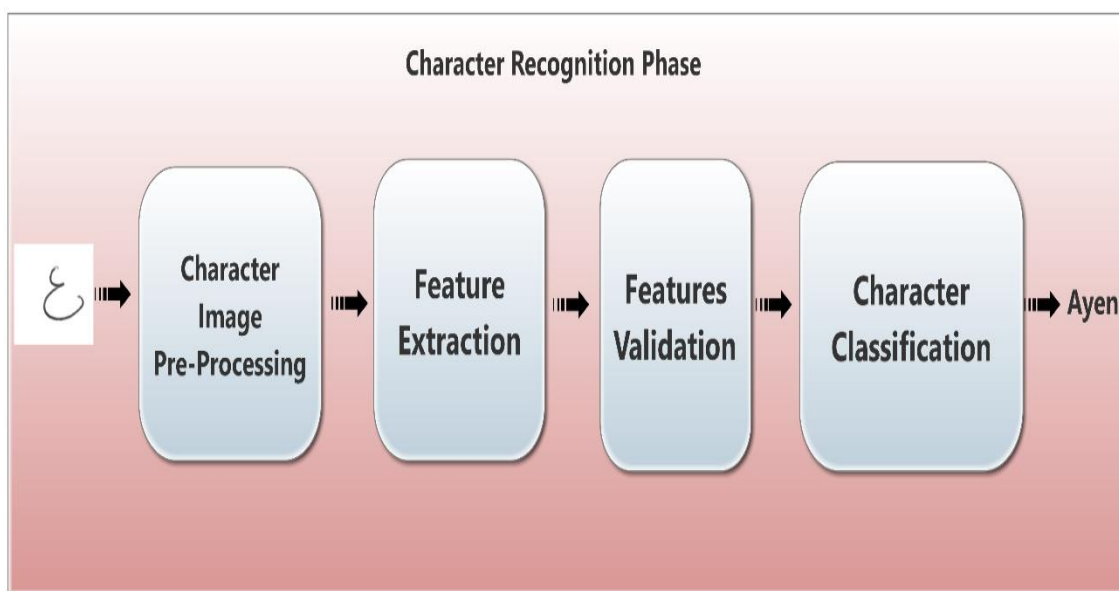 Character Recognition Phase
ع
Character
Image
Pre-Processing
Feature
Extraction
Features
Validation
Character
Classification
Ayen